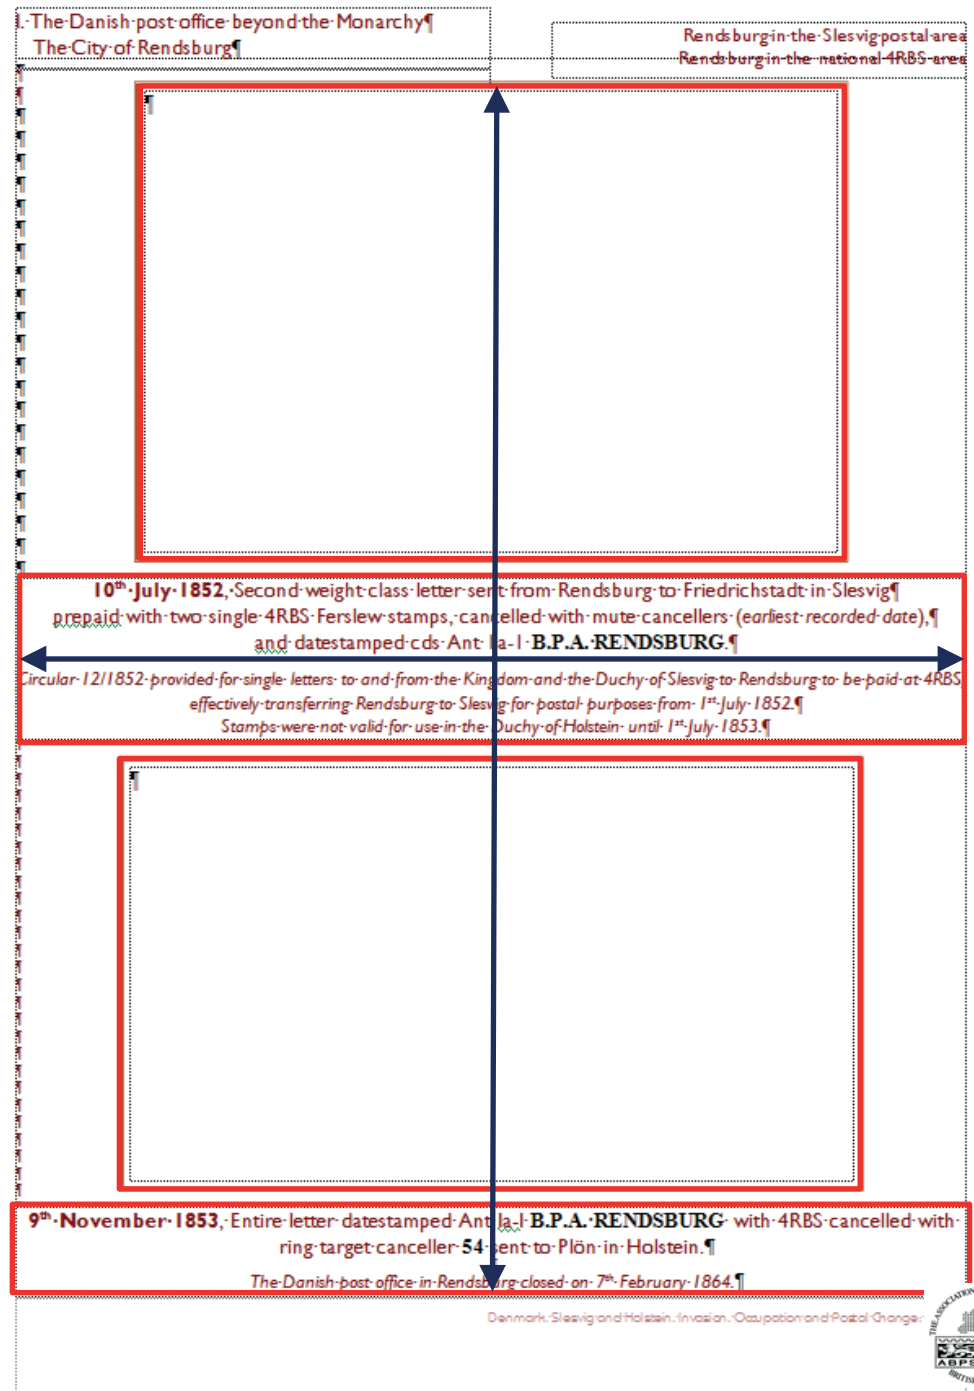 I. The Danish post office beyond the Monarchy¶
The City of Rendsburg¶
Rendsburg in the Slesvig postal area
Rendsburg in the national 4RBS area
10th July 1852, Second weight class letter sent from Rendsburg to Friedrichstadt in Slesvig¶
prepaid with two single 4RBS Ferslew stamps, cancelled with mute cancellers (earliest recorded date),¶
and datestamped cds Ant Ia-1 B.P.A. RENDSBURG.¶
Circular 12/1852 provided for single letters to and from the Kingdom and the Duchy of Slesvig to Rendsburg to be paid at 4RBS,
effectively transferring Rendsburg to Slesvig for postal purposes from 1st July 1852.¶
Stamps were not valid for use in the Duchy of Holstein until 1st July 1853.¶
9th November 1853, Entire letter datestamped Ant Ia-1 B.P.A. RENDSBURG with 4RBS cancelled with
ring target canceller 54 sent to Plön in Holstein.¶
The Danish post office in Rendsburg closed on 7th February 1864.¶
Denmark. Slesvig and Holstein. Invasion. Occupation and Postal Change.
THE ASSOCIATION
ABPS
BRITISH